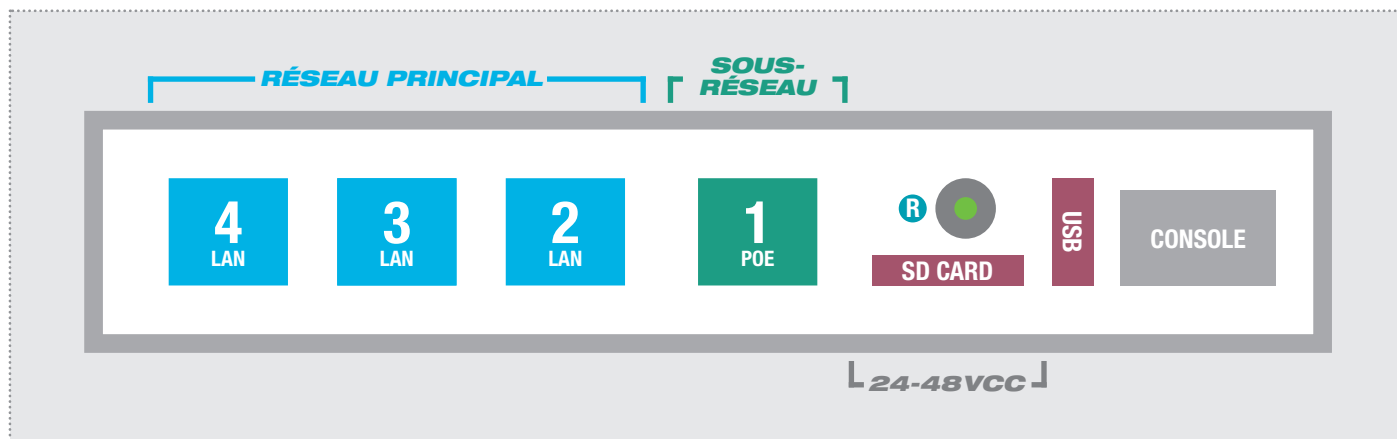 RÉSEAU PRINCIPAL
SOUS-
RÉSEAU
4
LAN
3
LAN
2
LAN
1
POE
R
SD CARD
USB
CONSOLE
24-48VCC